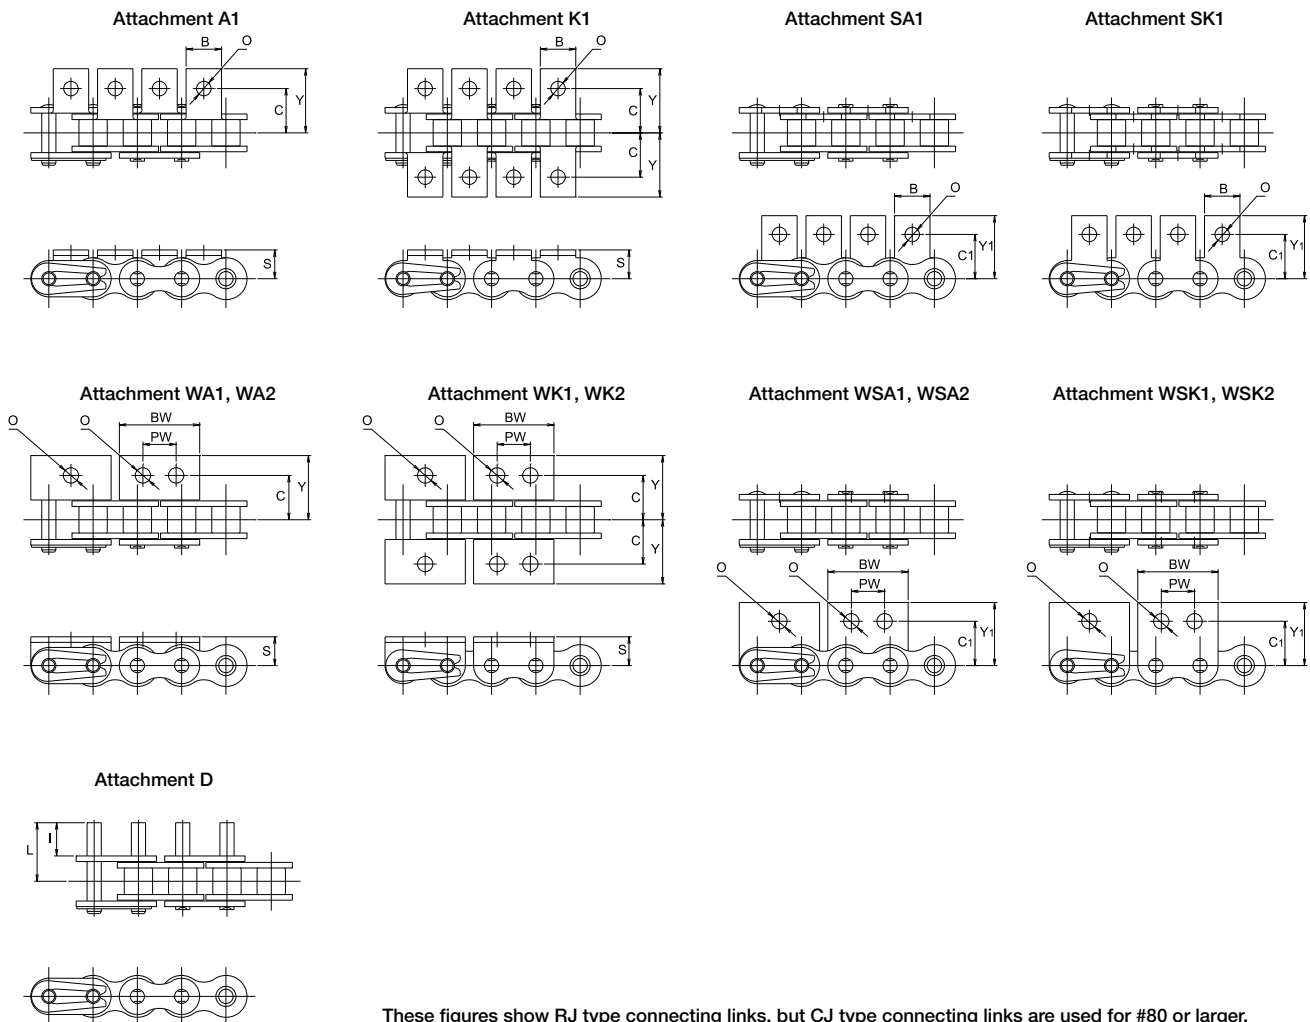 Attachment A1
Attachment K1
Attachment SA1
Attachment SK1
B
O
C
Y
S
B
O
C
Y
C
Y
S
B
O
C1
Y1
B
O
C1
Y1
Attachment WA1, WA2
Attachment WK1, WK2
Attachment WSA1, WSA2
Attachment WSK1, WSK2
O
O
BW
PW
C
Y
S
O
O
BW
PW
C
Y
C
Y
S
O
O
BW
PW
C1
Y1
O
O
BW
PW
C1
Y1
Attachment D
L
I
These figures show RJ type connecting links, but CJ type connecting links are used for #80 or larger.